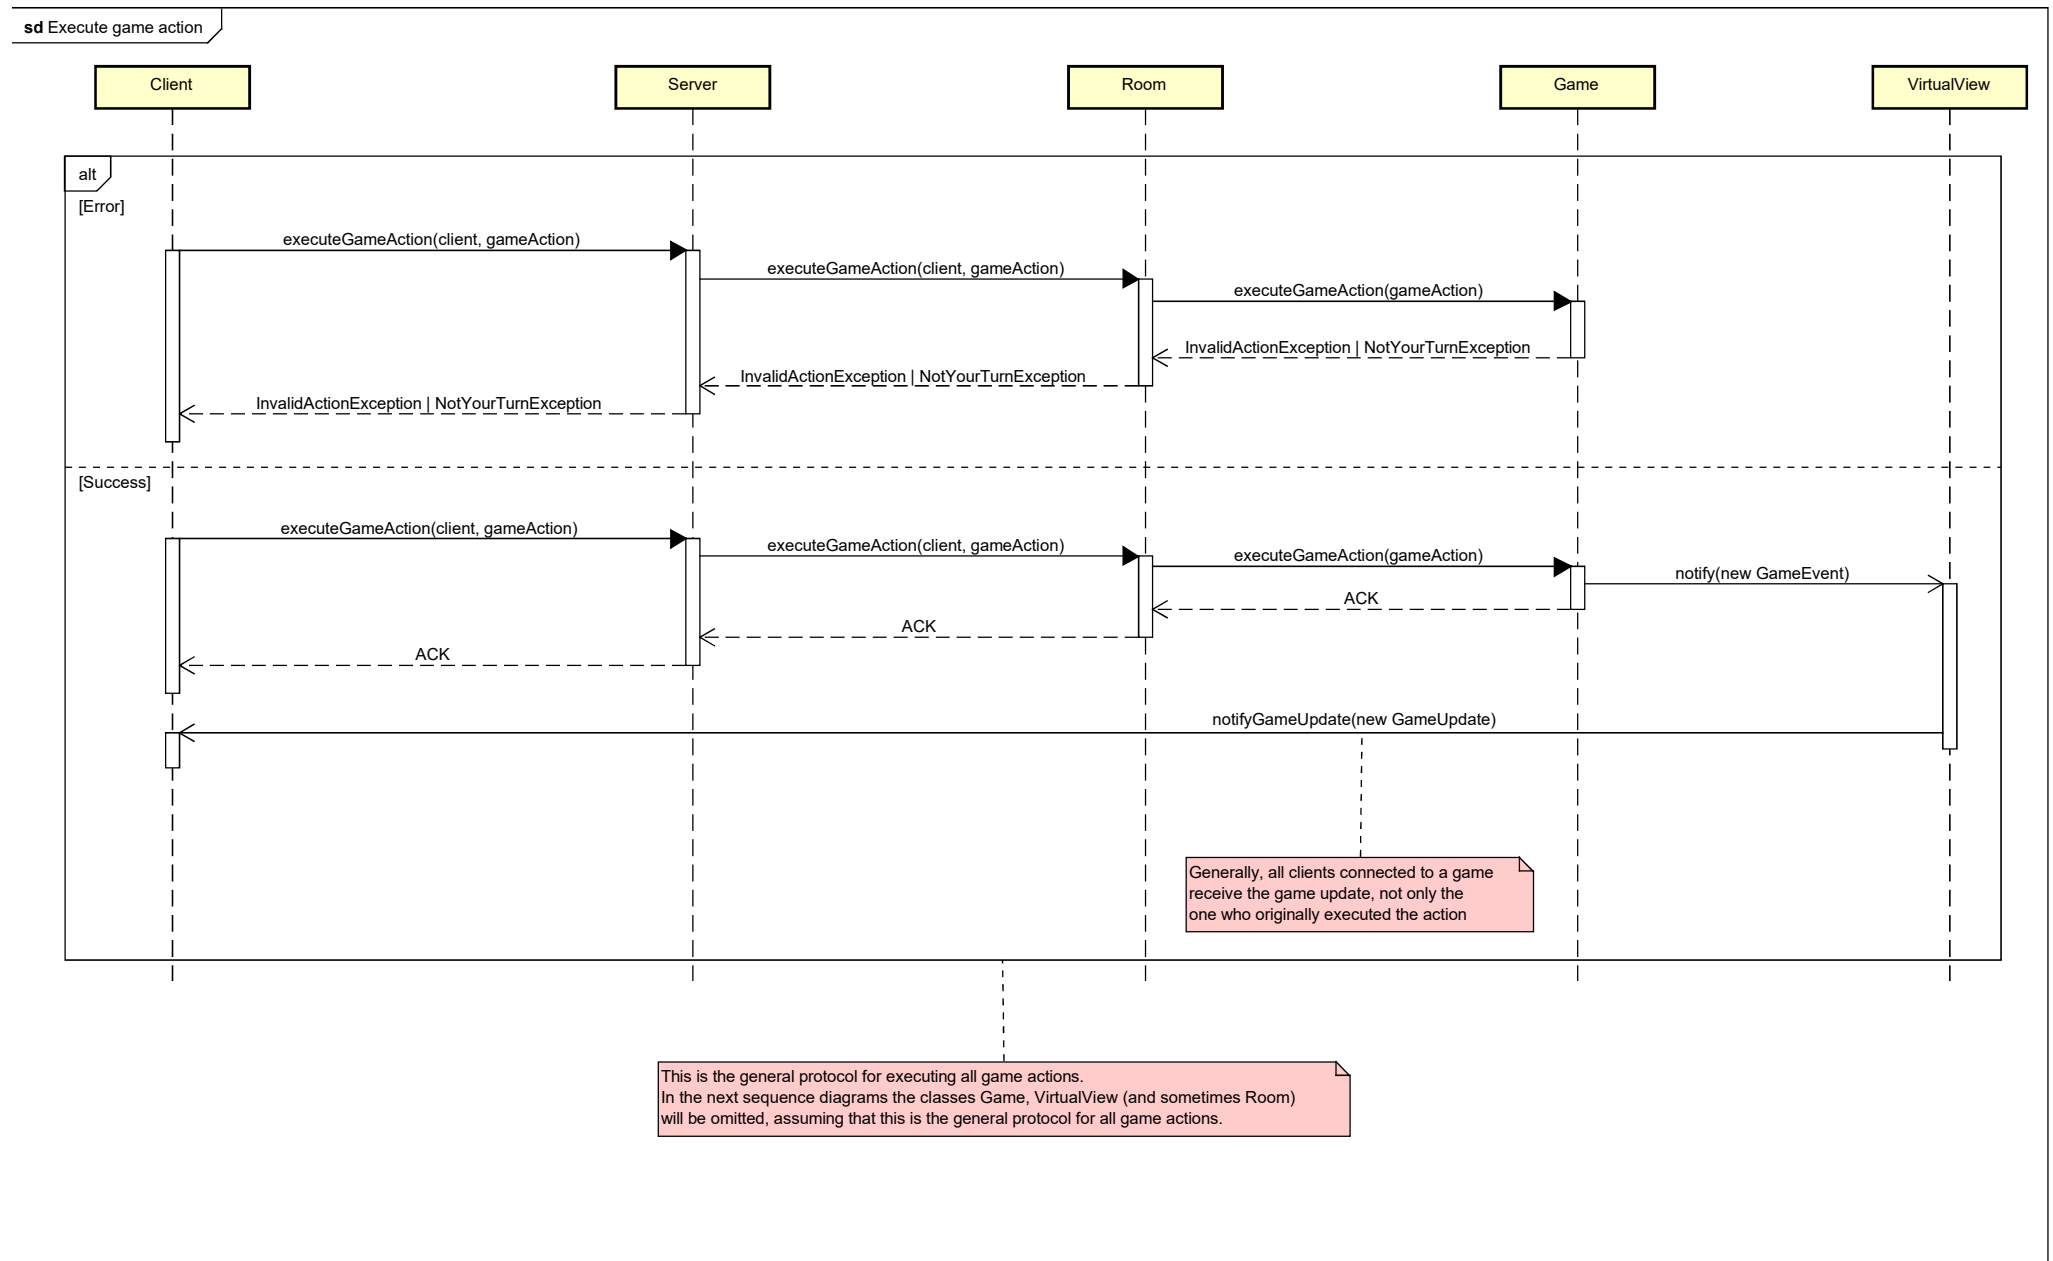 sd Execute game action
Client
Server
Room
Game
VirtualView
alt
[Error]
executeGameAction(client, gameAction)
executeGameAction(client, gameAction)
executeGameAction(gameAction)
InvalidActionException | NotYourTurnException
InvalidActionException | NotYourTurnException
InvalidActionException | NotYourTurnException
[Success]
executeGameAction(client, gameAction)
executeGameAction(client, gameAction)
executeGameAction(gameAction)
notify(new GameEvent)
ACK
ACK
ACK
notifyGameUpdate(new GameUpdate)
Generally, all clients connected to a game
receive the game update, not only the
one who originally executed the action
This is the general protocol for executing all game actions.
In the next sequence diagrams the classes Game, VirtualView (and sometimes Room)
will be omitted, assuming that this is the general protocol for all game actions.